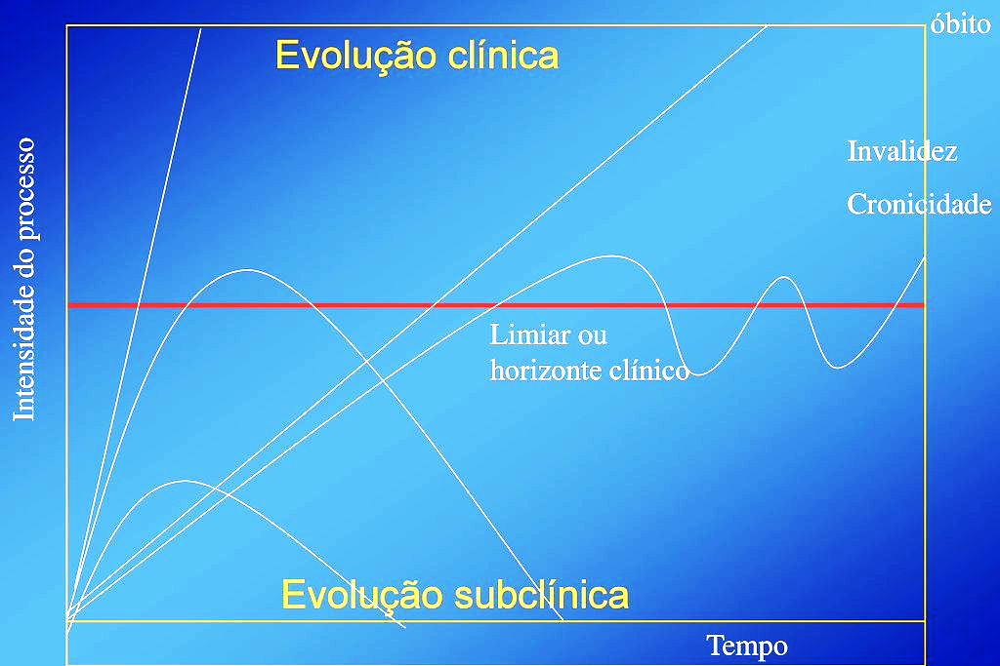 óbito
Evolução clínica
Intensidade do processo
Invalidez
Cronicidade
Limiar ou
horizonte clínico
Evolução subclínica
Tempo